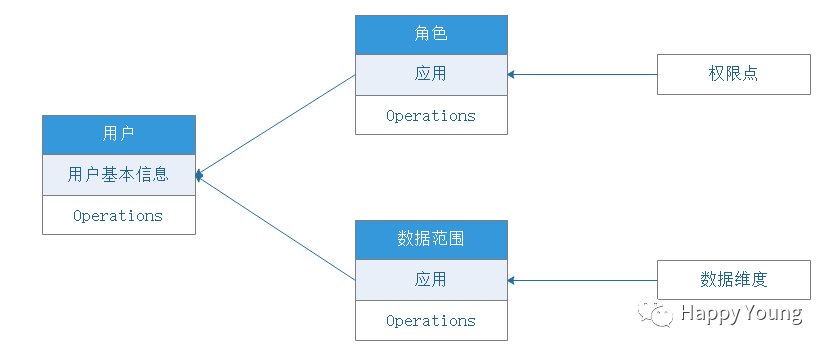 角色
应用
Operations
权限点
用户
用户基本信息
Operations
数据范围
应用
Operations
数据维度
Happy Young